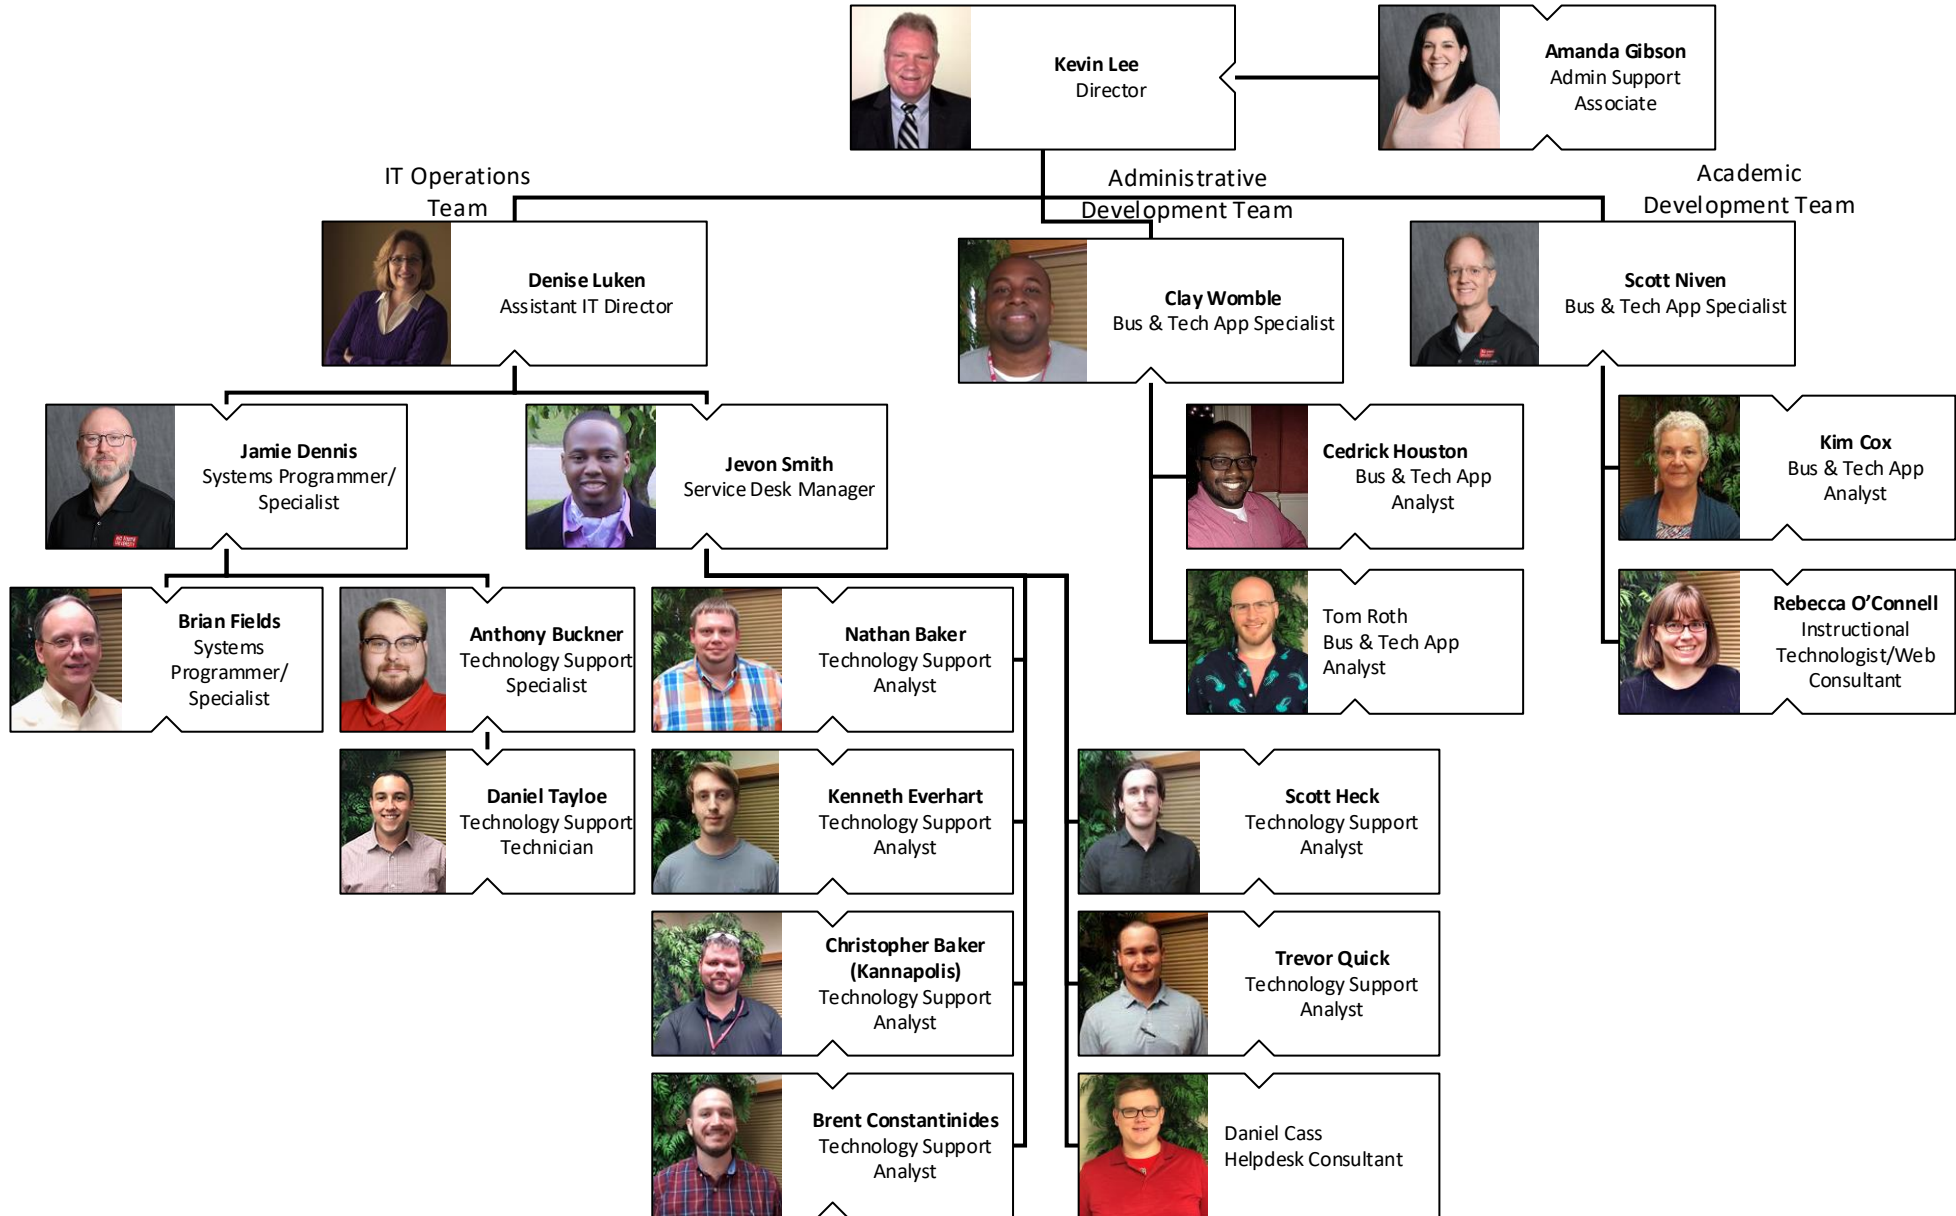 Kevin Lee
Director
Amanda Gibson
Admin Support
Associate
IT Operations
Team
Administrative
Development Team
Academic
Development Team
Denise Luken
Assistant IT Director
Clay Womble
Bus & Tech App Specialist
Scott Niven
Bus & Tech App Specialist
Jamie Dennis
Systems Programmer/
Specialist
Jevon Smith
Service Desk Manager
Cedrick Houston
Bus & Tech App
Analyst
Kim Cox
Bus & Tech App
Analyst
Brian Fields
Systems
Programmer/
Specialist
Anthony Buckner
Technology Support
Specialist
Nathan Baker
Technology Support
Analyst
Tom Roth
Bus & Tech App
Analyst
Rebecca O’Connell
Instructional
Technologist/Web
Consultant
Daniel Tayloe
Technology Support
Technician
Kenneth Everhart
Technology Support
Analyst
Scott Heck
Technology Support
Analyst
Christopher Baker
(Kannapolis)
Technology Support
Analyst
Trevor Quick
Technology Support
Analyst
Brent Constantinides
Technology Support
Analyst
Daniel Cass
Helpdesk Consultant